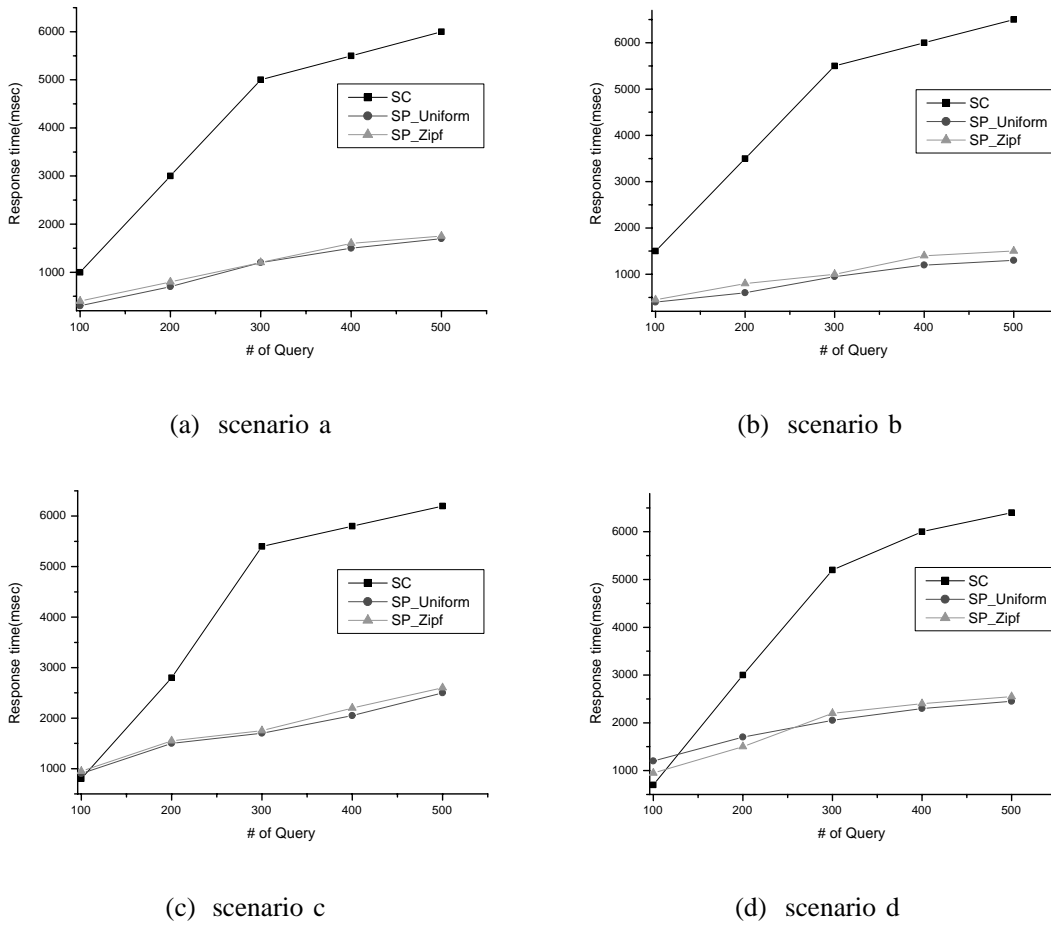 6000
5000
4000
3000
2000
1000
Response time(msec)
SC
SP_Uniform
SP_Zipf
100 200 300 400 500
# of Query
(a) scenario a
6000
5000
4000
3000
2000
1000
Response time(msec)
SC
SP_Uniform
SP_Zipf
100 200 300 400 500
# of Query
(b) scenario b
6000
5000
4000
3000
2000
1000
Response time(msec)
SC
SP_Uniform
SP_Zipf
100 200 300 400 500
# of Query
(c) scenario c
6000
5000
4000
3000
2000
1000
Response time(msec)
SC
SP_Uniform
SP_Zipf
100 200 300 400 500
# of Query
(d) scenario d